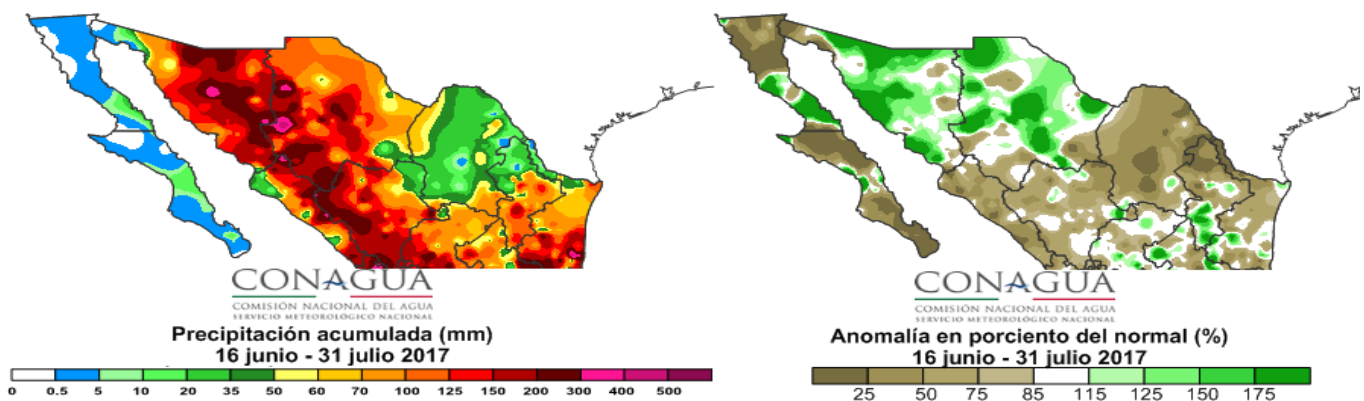 CONAGUA
COMISIÓN NACIONAL DEL AGUA
SERVICIO METEOROLÓGICO NACIONAL
Precipitación acumulada (mm)
16 junio - 31 julio 2017
0 0.5 5 10 20 35 50 60 70 100 125 150 200 300 400 500
CONAGUA
COMISIÓN NACIONAL DEL AGUA
SERVICIO METEOROLÓGICO NACIONAL
Anomalía en porciento del normal (%)
16 junio - 31 julio 2017
25 50 75 85 115 125 150 175